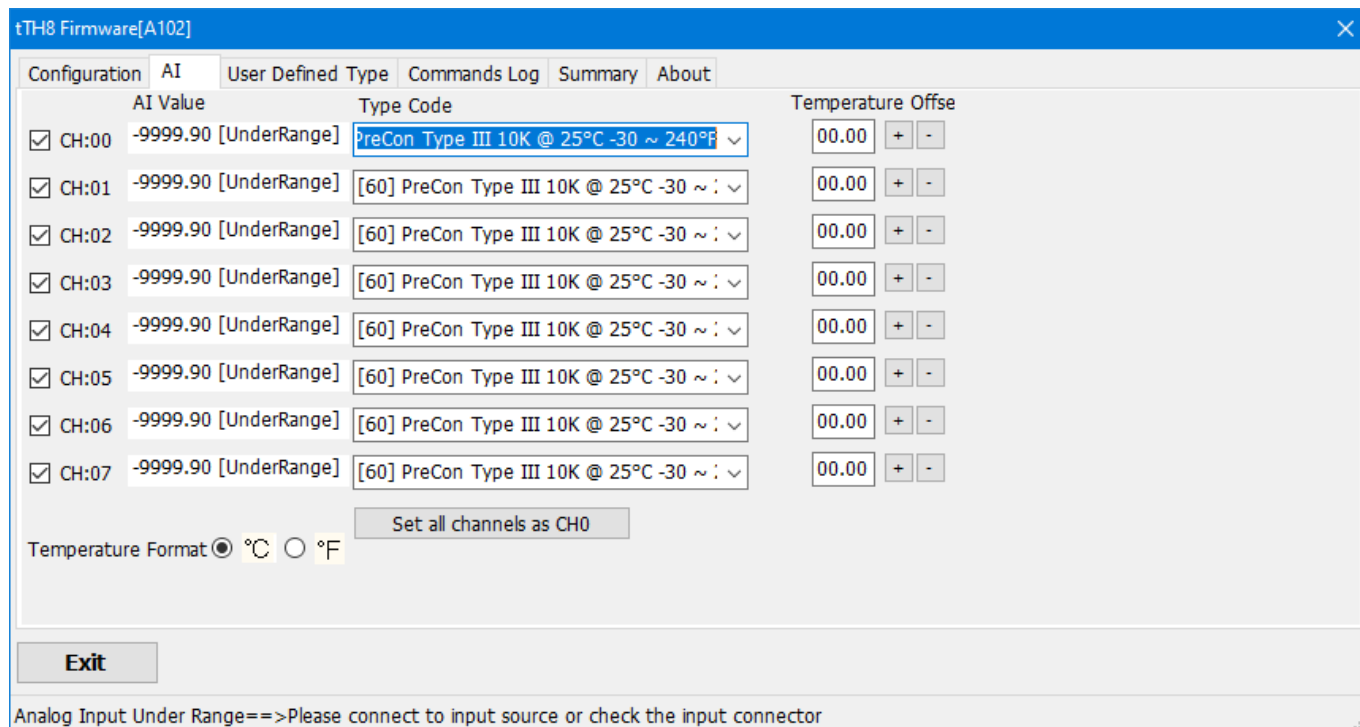 tTH8 Firmware[A102]
Configuration AI User Defined Type Commands Log Summary About
AI Value Type Code Temperature Offse
CH:00 -9999.90 [UnderRange] PreCon Type III 10K @ 25°C -30 ~ 240°F 00.00 + -
CH:01 -9999.90 [UnderRange] [60] PreCon Type III 10K @ 25°C -30 ~ 00.00 + -
CH:02 -9999.90 [UnderRange] [60] PreCon Type III 10K @ 25°C -30 ~ 00.00 + -
CH:03 -9999.90 [UnderRange] [60] PreCon Type III 10K @ 25°C -30 ~ 00.00 + -
CH:04 -9999.90 [UnderRange] [60] PreCon Type III 10K @ 25°C -30 ~ 00.00 + -
CH:05 -9999.90 [UnderRange] [60] PreCon Type III 10K @ 25°C -30 ~ 00.00 + -
CH:06 -9999.90 [UnderRange] [60] PreCon Type III 10K @ 25°C -30 ~ 00.00 + -
CH:07 -9999.90 [UnderRange] [60] PreCon Type III 10K @ 25°C -30 ~ 00.00 + -
Set all channels as CH0
Temperature Format °C °F
Exit
Analog Input Under Range==>Please connect to input source or check the input connector